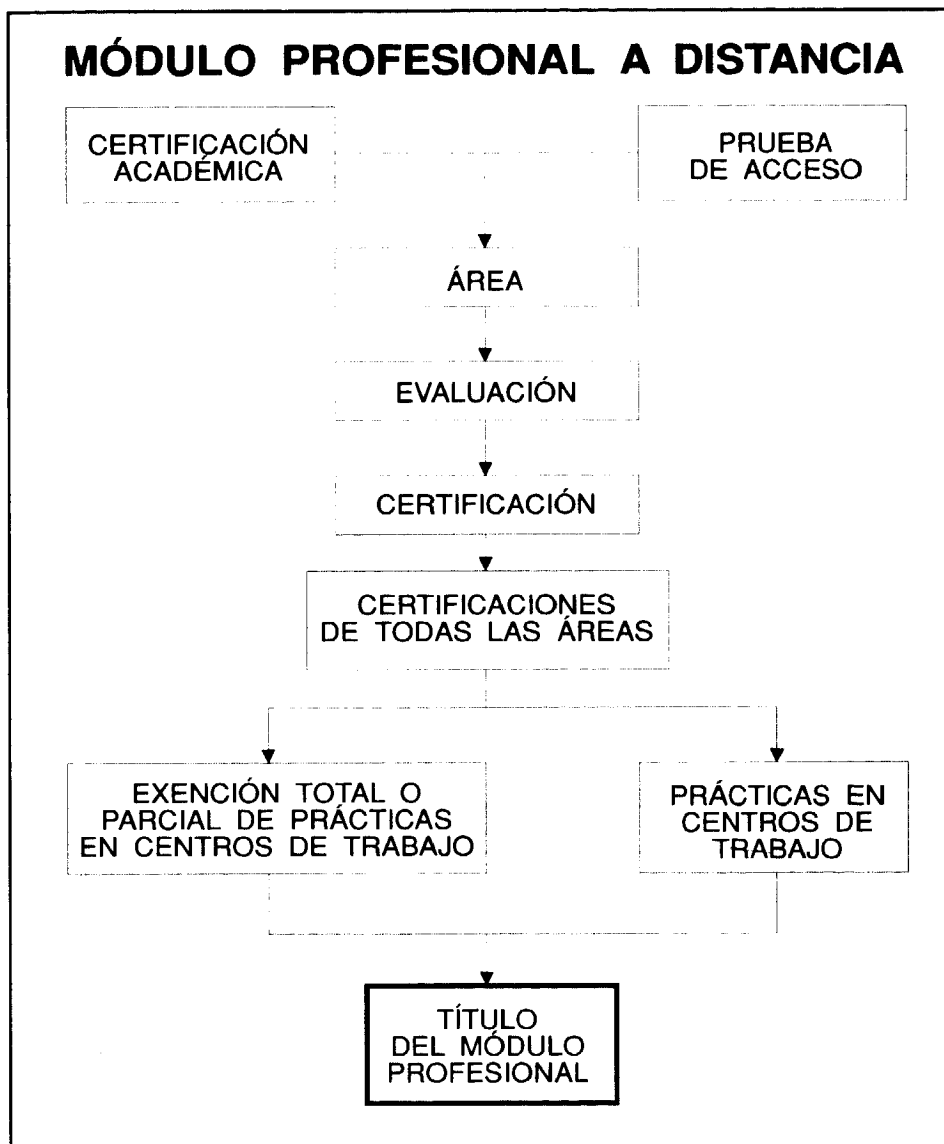 MÓDULO PROFESIONAL A DISTANCIA
CERTIFICACIÓN
ACADÉMICA
PRUEBA
DE ACCESO
ÁREA
EVALUACIÓN
CERTIFICACIÓN
CERTIFICACIONES
DE TODAS LAS ÁREAS
EXENCIÓN TOTAL O
PARCIAL DE PRÁCTICAS
EN CENTROS DE TRABAJO
PRÁCTICAS EN
CENTROS DE
TRABAJO
TÍTULO
DEL MÓDULO
PROFESIONAL